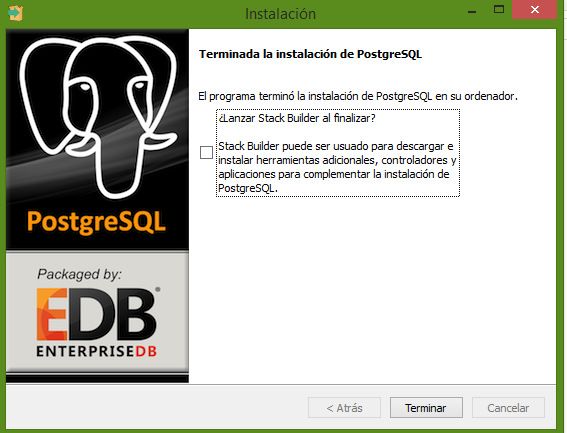 Instalación
Terminada la instalación de PostgreSQL
El programa terminó la instalación de PostgreSQL en su ordenador.
¿Lanzar Stack Builder al finalizar?
Stack Builder puede ser usado para descargar e
instalar herramientas adicionales, controladores y
aplicaciones para complementar la instalación de
PostgreSQL.
PostgreSQL
Packaged by:
EDB
ENTERPRISEDB
< Atrás
Terminar
Cancelar